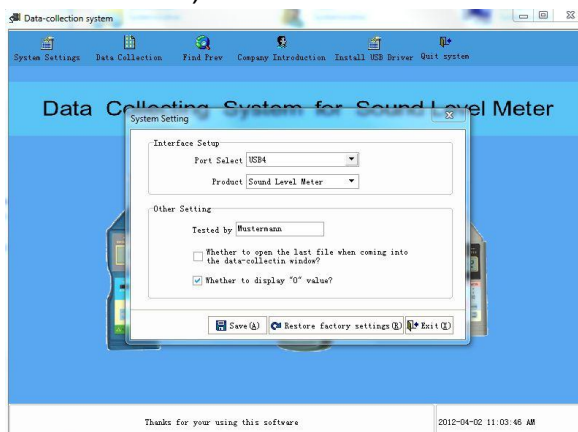 Data-collection system
System Settings Data Collection Find Prev Company Introduction Install USB Driver Quit system
Data Collecting System for Sound Level Meter
System Setting
Interface Setup
Port Select USB4
Product Sound Level Meter
Other Setting
Tested by Mustermann
Whether to open the last file when coming into
the data-collectin window?
Whether to display "0" value?
Save(A) Restore factory settings(R) Exit(X)
Thanks for your using this software 2012-04-02 11:03:46 AM